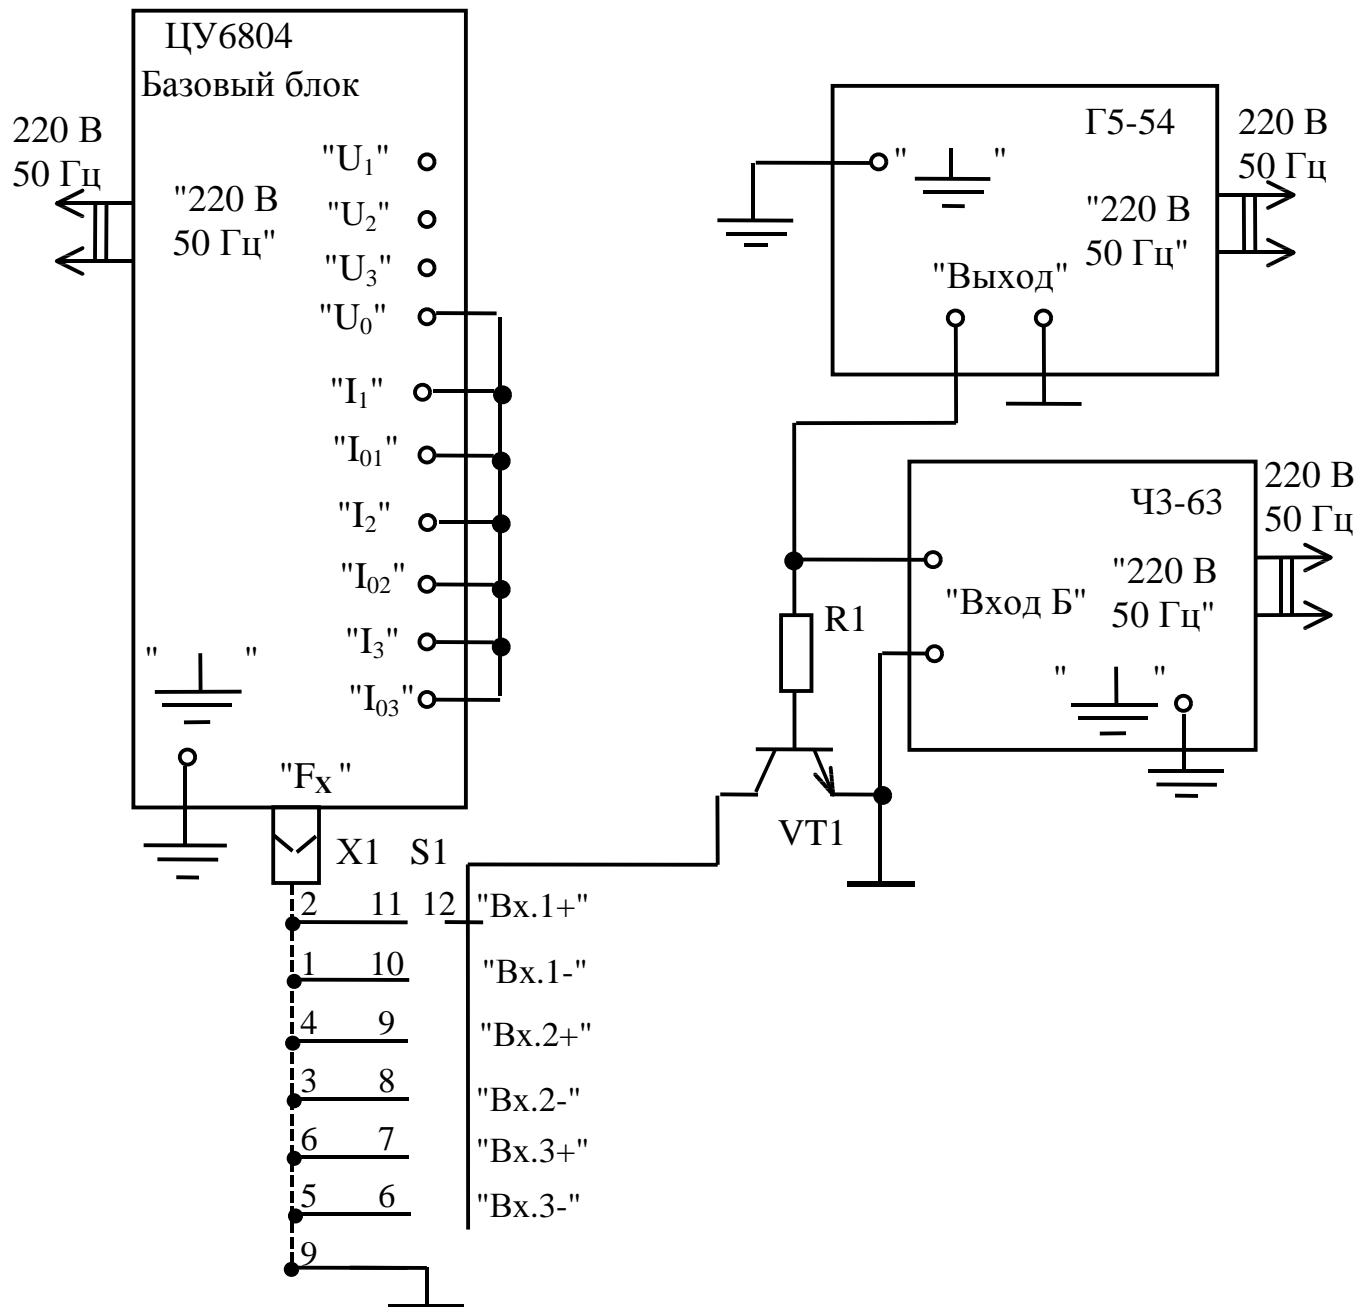 ЦУ6804
Базовый блок
220 В
50 Гц
"220 В
50 Гц"
"U1"
"U2"
"U3"
"U0"
"I1"
"I01"
"I2"
"I02"
"I3"
"I03"
" "
"FX"
X1 S1
2 11 12 "Вх.1+"
1 10 "Вх.1-"
4 9 "Вх.2+"
3 8 "Вх.2-"
6 7 "Вх.3+"
5 6 "Вх.3-"
9
Г5-54
" "
"220 В
50 Гц"
220 В
50 Гц
"Выход"
Ч3-63
220 В
50 Гц
"220 В
50 Гц"
"Вход Б"
" "
R1
VT1